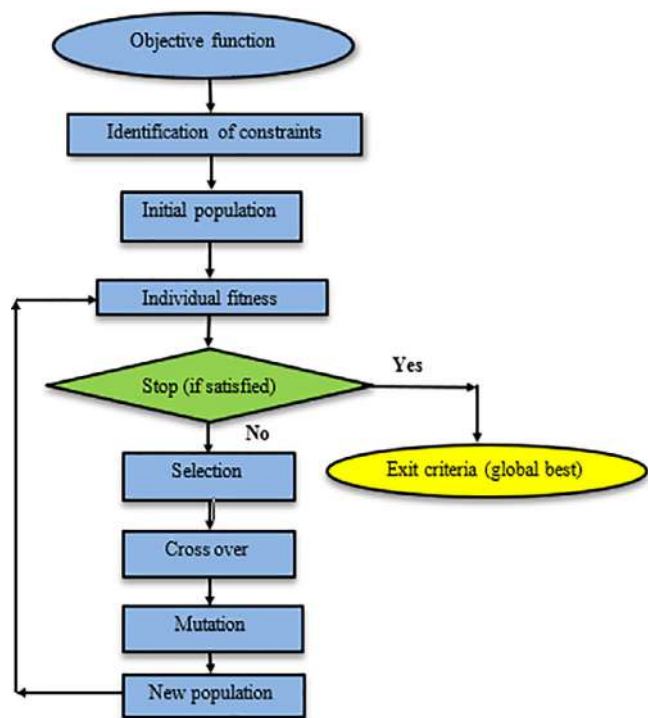 Objective function
Identification of constraints
Initial population
Individual fitness
Stop (if satisfied)
Yes
No
Exit criteria (global best)
Selection
Cross over
Mutation
New population